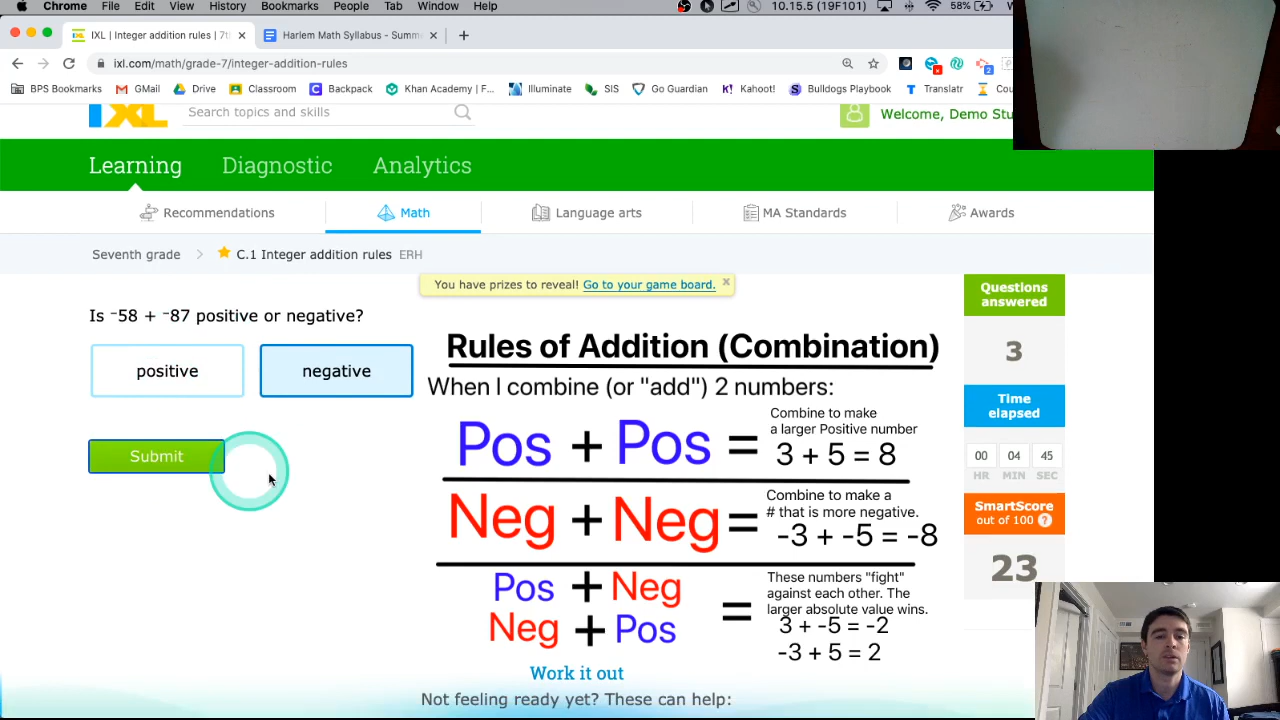 Chrome File Edit View History Bookmarks People Tab Window Help 10.15.5 (19F101) 58%
IXL | Integer addition rules | 7th Harlem Math Syllabus - Summe
ixl.com/math/grade-7/integer-addition-rules
BPS Bookmarks GMail Drive Classroom Backpack Khan Academy | F... Illuminate SIS Go Guardian Kahoot! Bulldogs Playbook Translatr Cou
IXL Search topics and skills Welcome, Demo Stu
Learning Diagnostic Analytics
Recommendations Math Language arts MA Standards Awards
Seventh grade > C.1 Integer addition rules ERH
You have prizes to reveal! Go to your game board.
Is ⁻58 + ⁻87 positive or negative?
positive negative
Submit
Rules of Addition (Combination)
When I combine (or "add") 2 numbers:
Pos + Pos =
Combine to make
a larger Positive number
3 + 5 = 8
Neg + Neg =
Combine to make a
# that is more negative.
-3 + -5 = -8
Pos + Neg
Neg + Pos
=
These numbers "fight"
against each other. The
larger absolute value wins.
3 + -5 = -2
-3 + 5 = 2
Work it out
Not feeling ready yet? These can help:
Questions
answered
3
Time
elapsed
00 04 45
HR MIN SEC
SmartScore
out of 100 ?
23